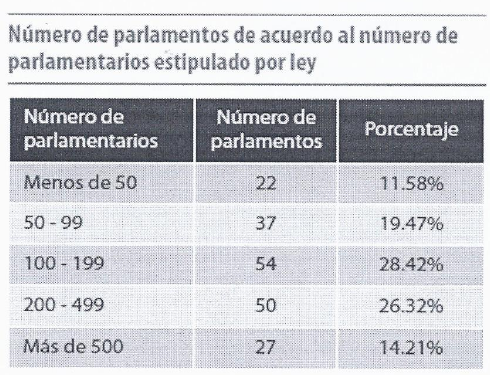 Número de parlamentos de acuerdo al número de
parlamentarios estipulado por ley
Número de parlamentarios Número de parlamentos Porcentaje
Menos de 50 22 11.58%
50 - 99 37 19.47%
100 - 199 54 28.42%
200 - 499 50 26.32%
Más de 500 27 14.21%